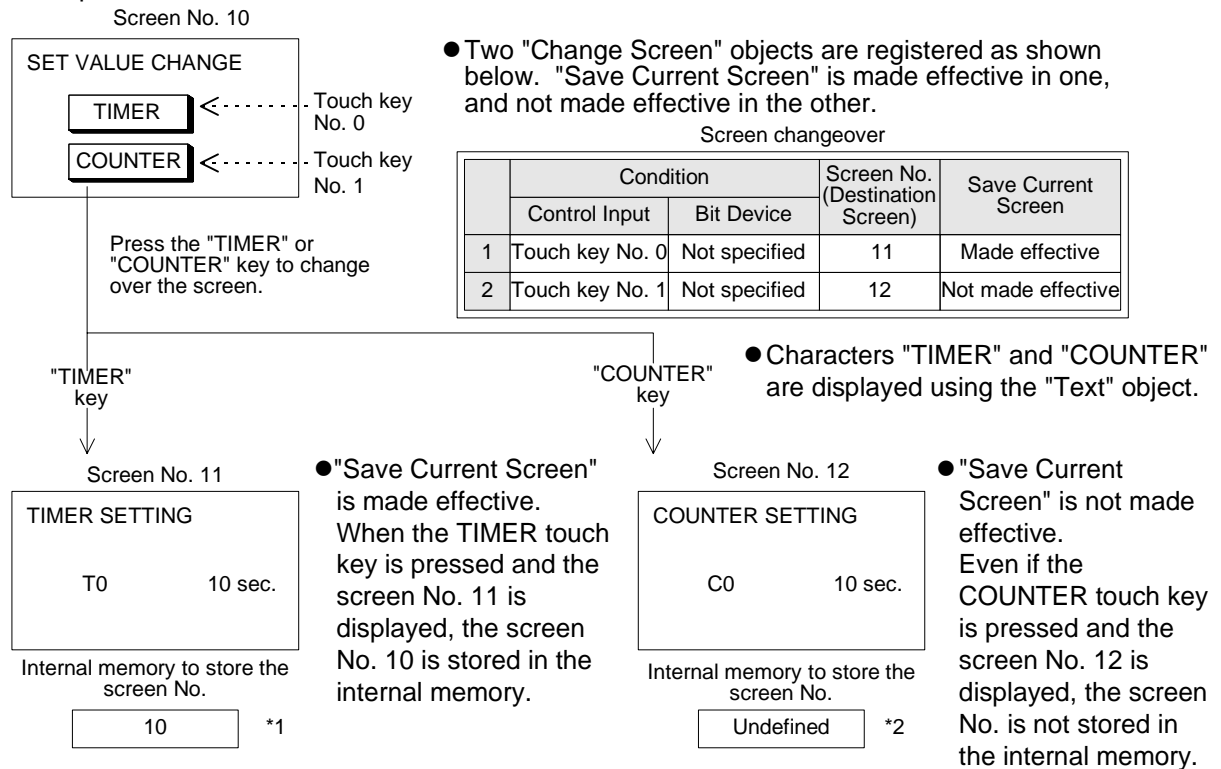 Screen No. 10
SET VALUE CHANGE
TIMER
COUNTER
Touch key
No. 0
Touch key
No. 1
Press the "TIMER" or
"COUNTER" key to change
over the screen.
● Two "Change Screen" objects are registered as shown
below. "Save Current Screen" is made effective in one,
and not made effective in the other.
Screen changeover
Condition
Screen No.
(Destination
Screen)
Save Current
Screen
Control Input
Bit Device
1 Touch key No. 0 Not specified 11 Made effective
2 Touch key No. 1 Not specified 12 Not made effective
● Characters "TIMER" and "COUNTER"
are displayed using the "Text" object.
"TIMER"
key
"COUNTER"
key
Screen No. 11
TIMER SETTING
T0 10 sec.
Internal memory to store the
screen No.
10 *1
● "Save Current Screen"
is made effective.
When the TIMER touch
key is pressed and the
screen No. 11 is
displayed, the screen
No. 10 is stored in the
internal memory.
Screen No. 12
COUNTER SETTING
C0 10 sec.
Internal memory to store the
screen No.
Undefined *2
● "Save Current
Screen" is not made
effective.
Even if the
COUNTER touch key
is pressed and the
screen No. 12 is
displayed, the screen
No. is not stored in
the internal memory.